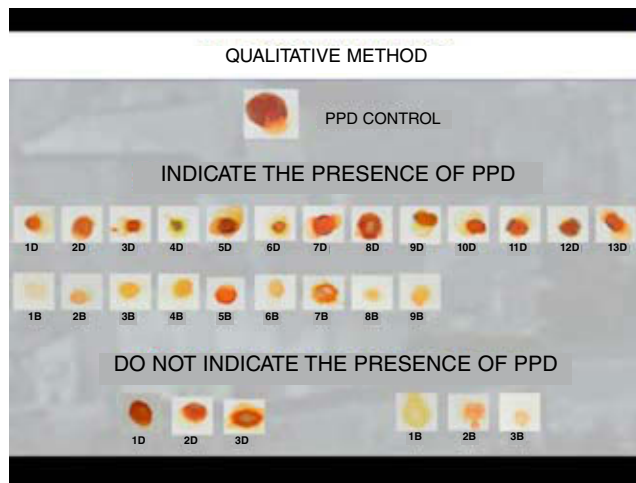 QUALITATIVE METHOD
PPD CONTROL
INDICATE THE PRESENCE OF PPD
1D 2D 3D 4D 5D 6D 7D 8D 9D 10D 11D 12D 13D
1B 2B 3B 4B 5B 6B 7B 8B 9B
DO NOT INDICATE THE PRESENCE OF PPD
1D 2D 3D 1B 2B 3B